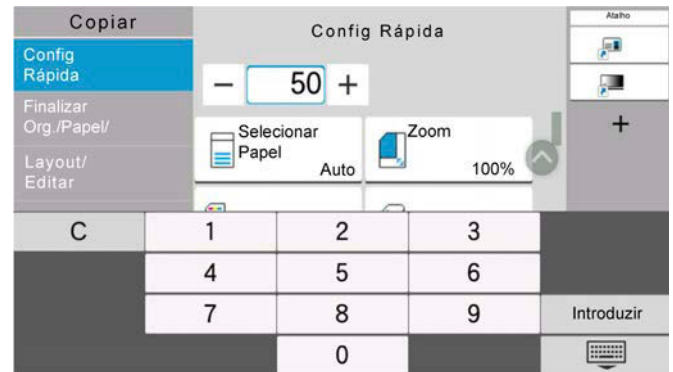 Copiar
Config Rápida
Atalho
Config
Rápida
− 50 +
Finalizar
Org./Papel/
Selecionar
Papel
Auto
Zoom
100%
+
Layout/
Editar
C 1 2 3
4 5 6
7 8 9 Introduzir
0